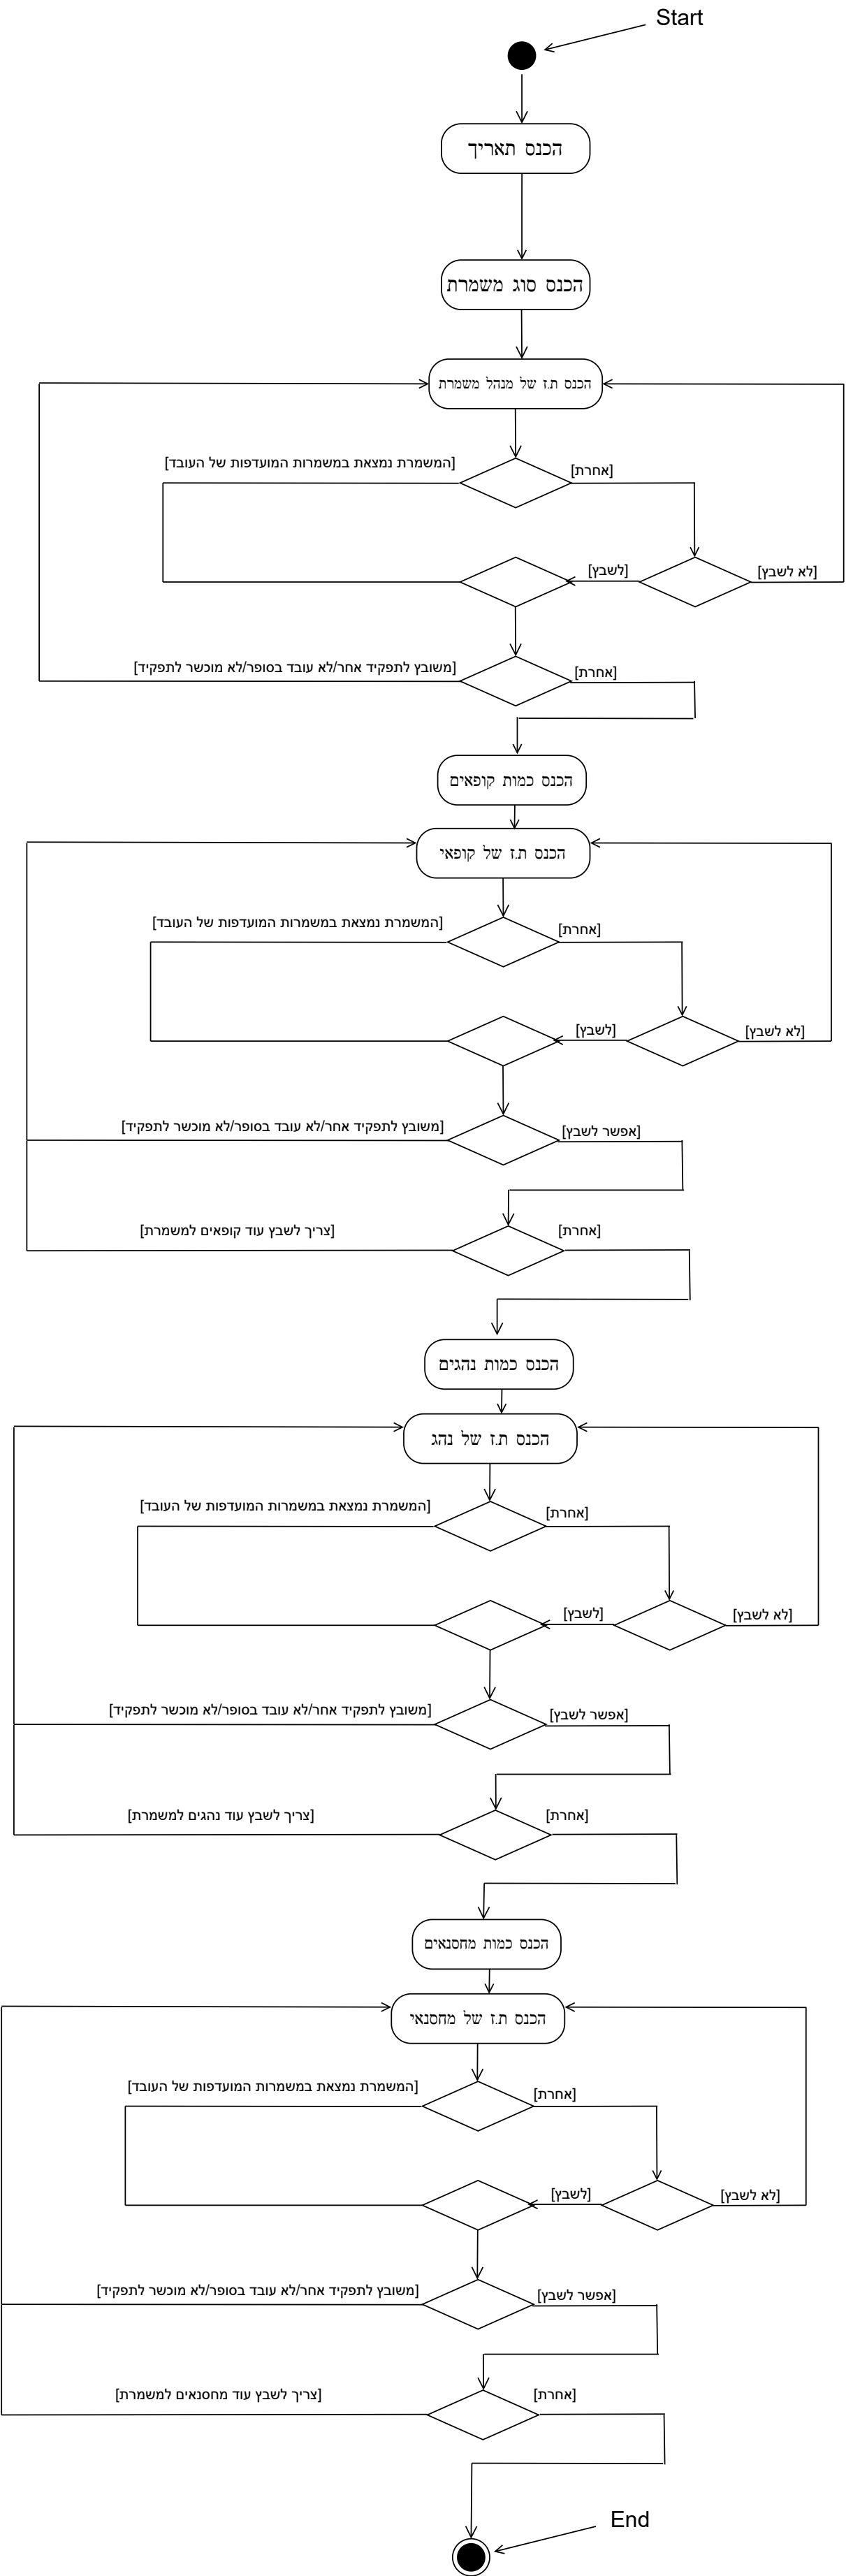 Start
הכנס תאריך
הכנס סוג משמרת
הכנס ת.ז של מנהל משמרת
[המשמרת נמצאת במשמרות המועדפות של העובד]
[אחרת]
[לשבץ]
[לא לשבץ]
[משובץ לתפקיד אחר/לא עובד בסופר/לא מוכשר לתפקיד]
[אחרת]
הכנס כמות קופאים
הכנס ת.ז של קופאי
[המשמרת נמצאת במשמרות המועדפות של העובד]
[אחרת]
[לשבץ]
[לא לשבץ]
[משובץ לתפקיד אחר/לא עובד בסופר/לא מוכשר לתפקיד]
[אפשר לשבץ]
[צריך לשבץ עוד קופאים למשמרת]
[אחרת]
הכנס כמות נהגים
הכנס ת.ז של נהג
[המשמרת נמצאת במשמרות המועדפות של העובד]
[אחרת]
[לשבץ]
[לא לשבץ]
[משובץ לתפקיד אחר/לא עובד בסופר/לא מוכשר לתפקיד]
[אפשר לשבץ]
[צריך לשבץ עוד נהגים למשמרת]
[אחרת]
הכנס כמות מחסנאים
הכנס ת.ז של מחסנאי
[המשמרת נמצאת במשמרות המועדפות של העובד]
[אחרת]
[לשבץ]
[לא לשבץ]
[משובץ לתפקיד אחר/לא עובד בסופר/לא מוכשר לתפקיד]
[אפשר לשבץ]
[צריך לשבץ עוד מחסנאים למשמרת]
[אחרת]
End